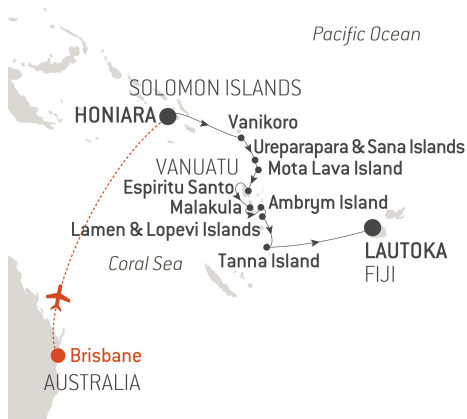 Pacific Ocean
SOLOMON ISLANDS
HONIARA
Vanikoro
Ureparapara & Sana Islands
VANUATU
Mota Lava Island
Espiritu Santo
Malakula
Ambrym Island
Lamen & Lopevi Islands
Tanna Island
Coral Sea
LAUTOKA
FIJI
Brisbane
AUSTRALIA